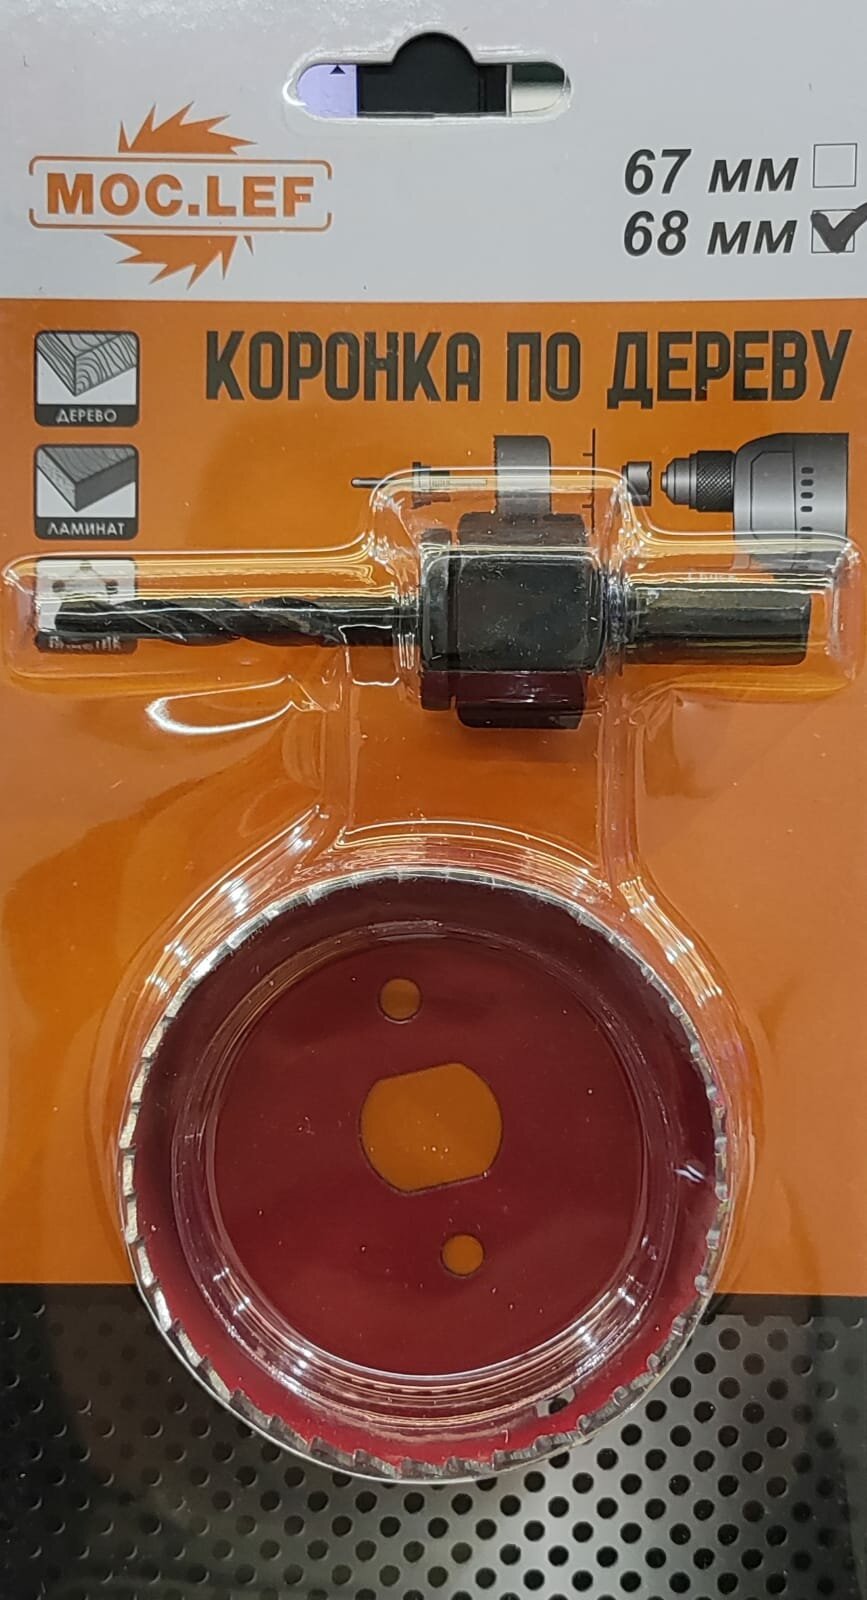 MOC.LEF
67 мм
68 мм
КОРОНКА ПО ДЕРЕВУ
ДЕРЕВО
ЛАМИНАТ